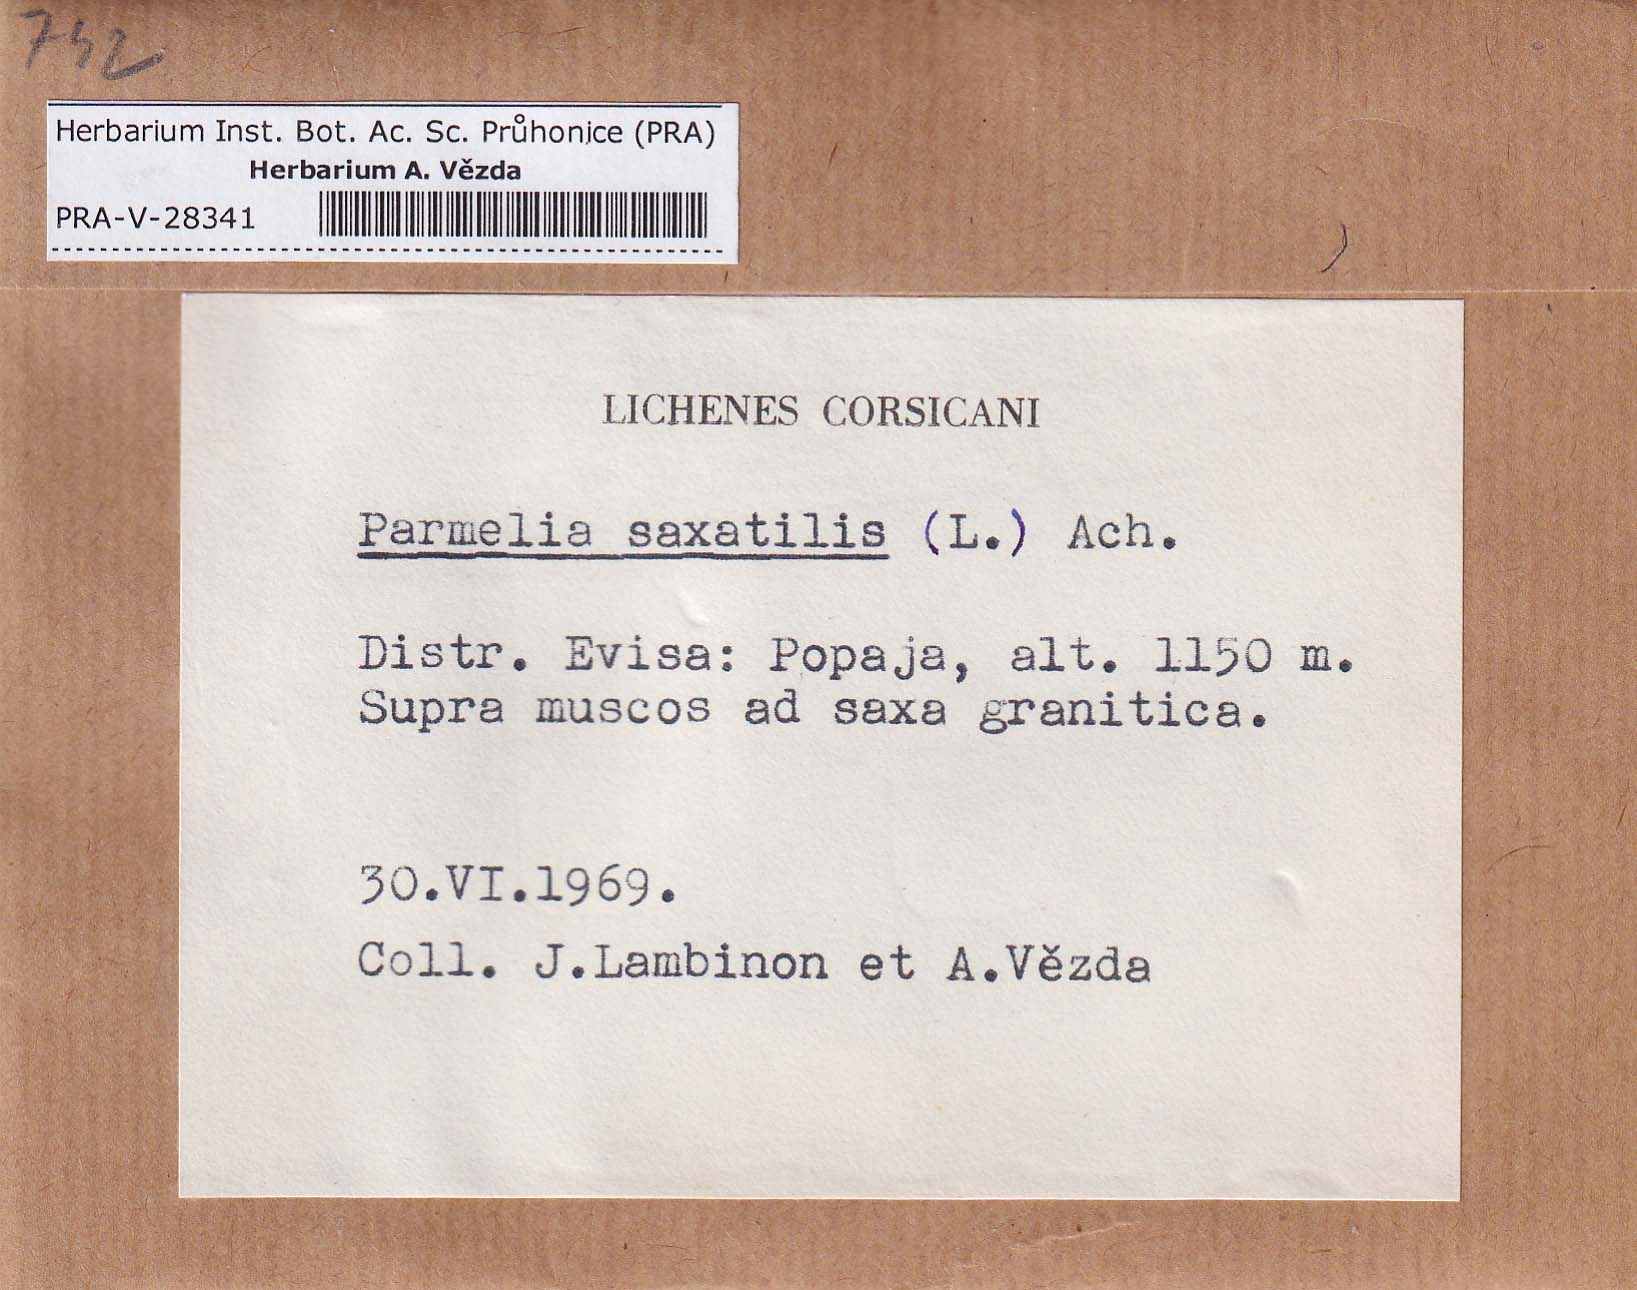 742
Herbarium Inst. Bot. Ac. Sc. Průhonice (PRA)
Herbarium A. Vězda
PRA-V-28341
LICHENES CORSICANI
Parmelia saxatilis (L.) Ach.
Distr. Evisa: Popaja, alt. 1150 m.
Supra muscos ad saxa granitica.
30.VI.1969.
Coll. J.Lambinon et A.Vězda